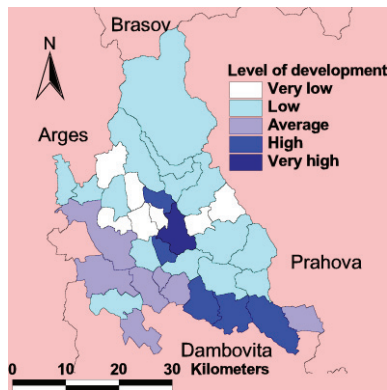 Brasov
N
Level of development
Very low
Low
Average
High
Very high
Arges
Prahova
Dambovita
0 10 20 30 Kilometers